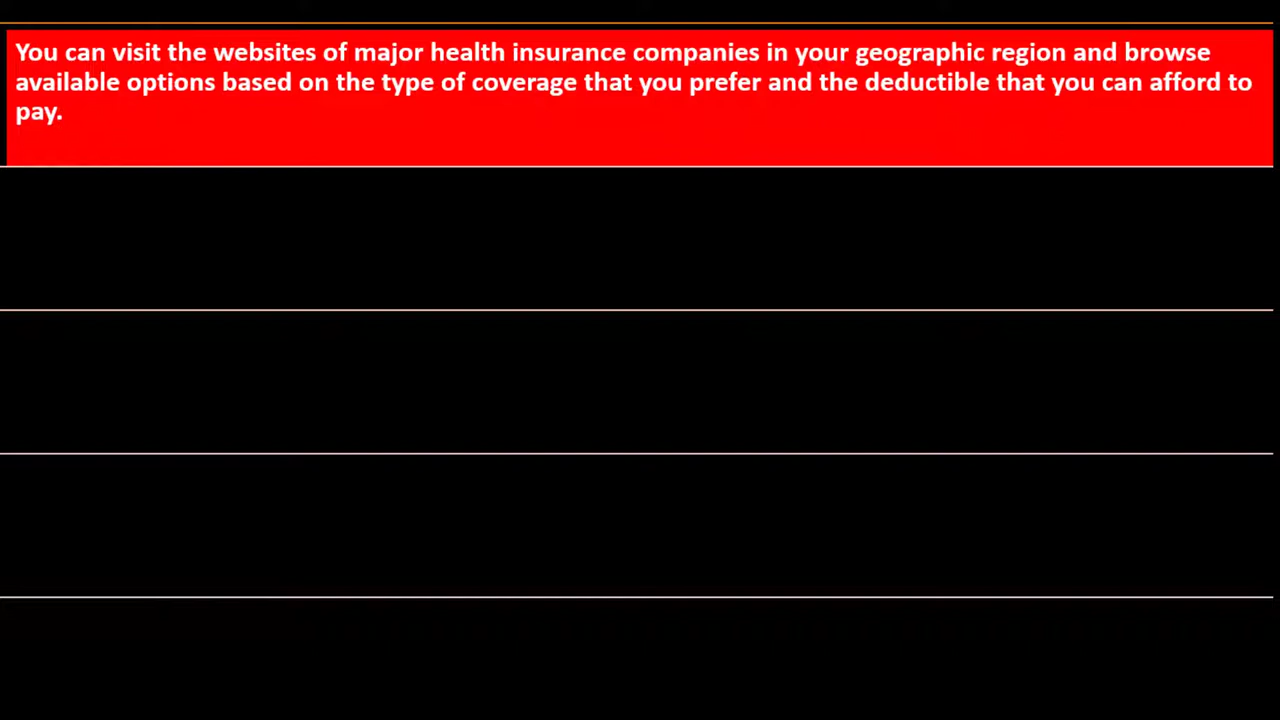 You can visit the websites of major health insurance companies in your geographic region and browse
available options based on the type of coverage that you prefer and the deductible that you can afford to
pay.